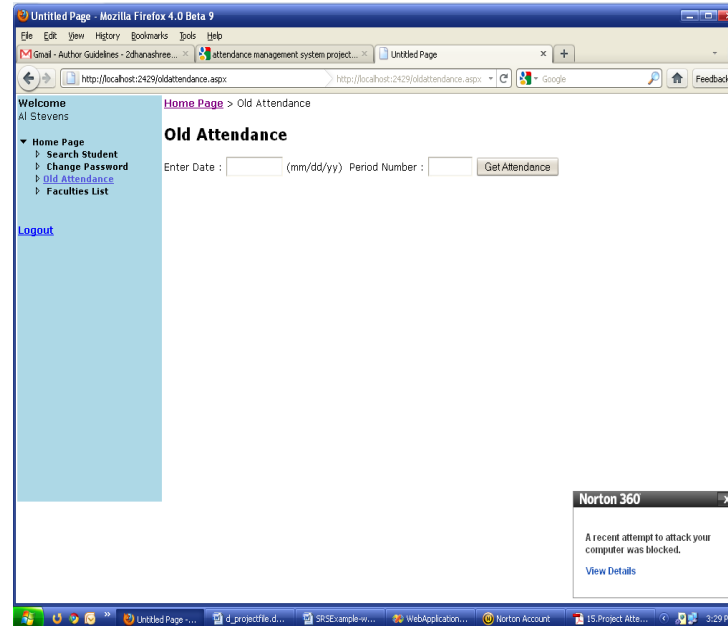 Untitled Page - Mozilla Firefox 4.0 Beta 9
File Edit View History Bookmarks Tools Help
Gmail - Author Guidelines - 2dhanashree... × attendance management system project... × Untitled Page × +
http://localhost:2429/oldattendance.aspx http://localhost:2429/oldattendance.aspx Google Feedback
Welcome
Al Stevens
Home Page > Old Attendance
Old Attendance
Home Page
Search Student
Change Password
Old Attendance
Faculties List
Enter Date : (mm/dd/yy) Period Number : Get Attendance
Logout
Norton 360
A recent attempt to attack your
computer was blocked.
View Details
Untitled Page -... d_projectfile.d... SRSExample-w... WebApplication... Norton Account 15.Project Atte... 3:29